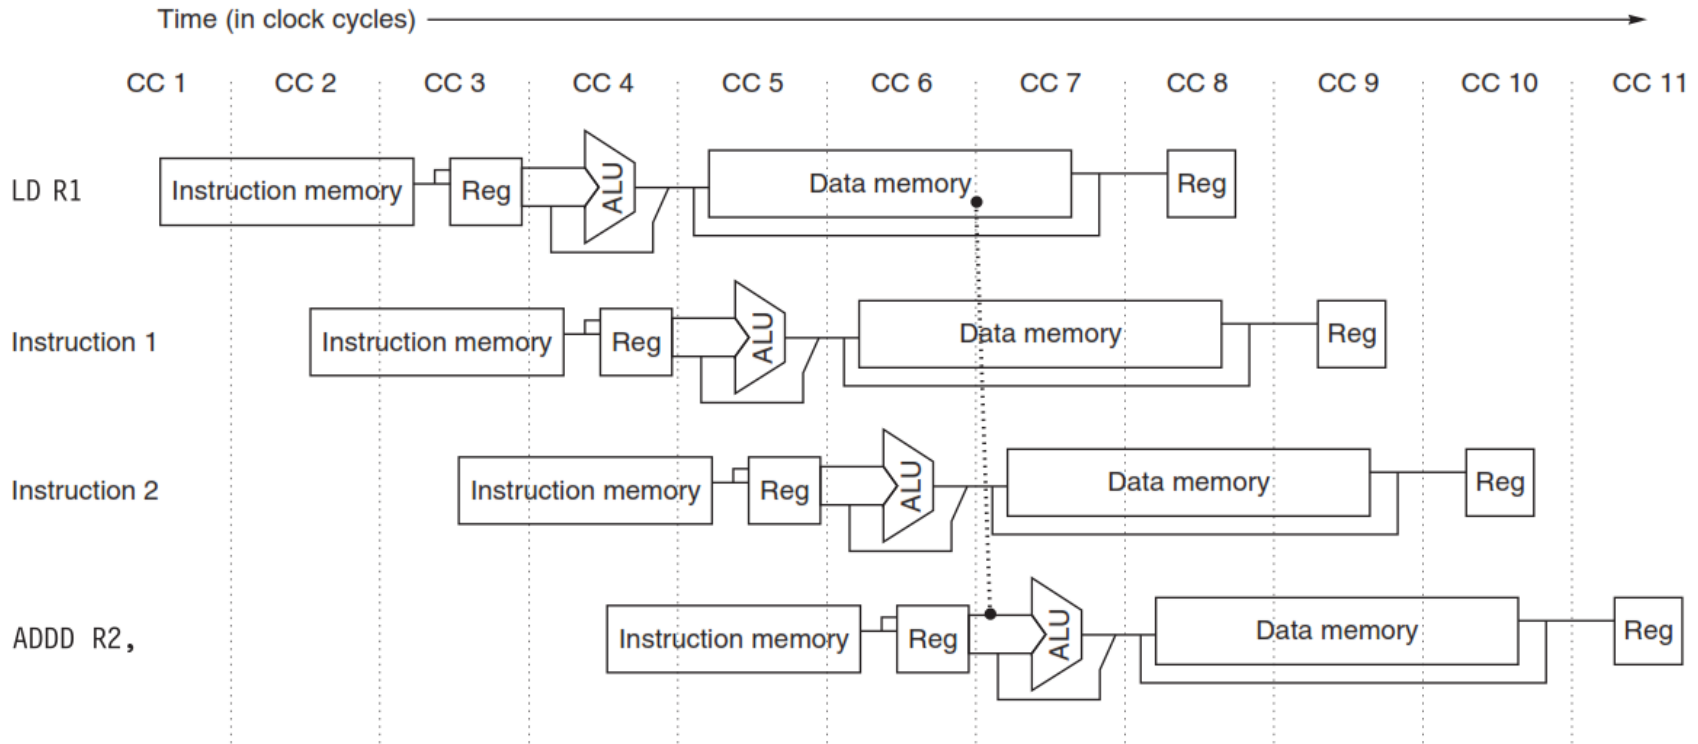 Time (in clock cycles)
CC 1 CC 2 CC 3 CC 4 CC 5 CC 6 CC 7 CC 8 CC 9 CC 10 CC 11
LD R1 Instruction memory Reg ALU Data memory Reg
Instruction 1 Instruction memory Reg ALU Data memory Reg
Instruction 2 Instruction memory Reg ALU Data memory Reg
ADDD R2, Instruction memory Reg ALU Data memory Reg